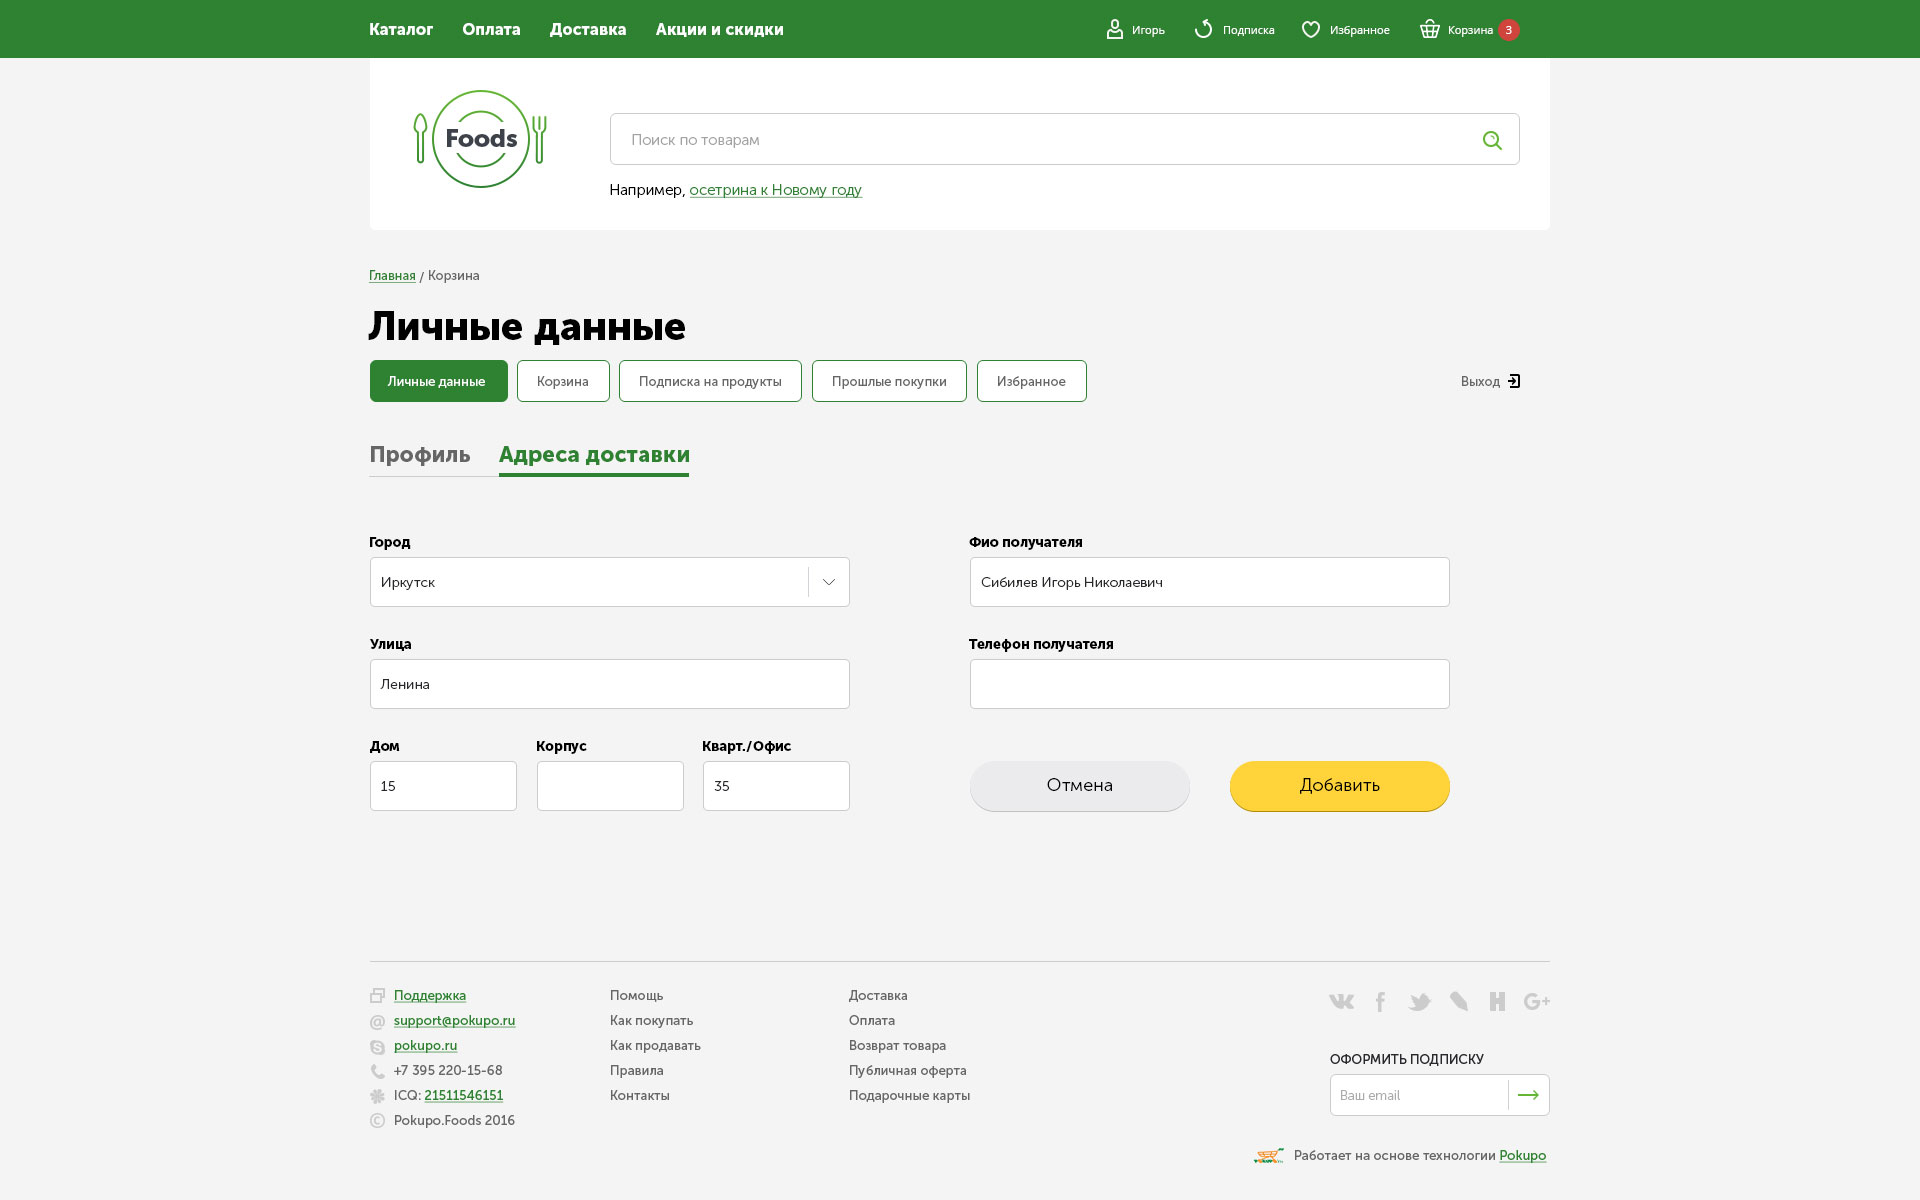 Каталог Оплата Доставка Акции и скидки Игорь Подписка Избранное Корзина 3
Foods
Поиск по товарам
Например, осетрина к Новому году
Главная / Корзина
Личные данные
Личные данные Корзина Подписка на продукты Прошлые покупки Избранное Выход
Профиль Адреса доставки
Город
Иркутск
Фио получателя
Сибилев Игорь Николаевич
Улица
Ленина
Телефон получателя
Дом Корпус Кварт./Офис
15 35
Отмена Добавить
Поддержка
support@pokupo.ru
pokupo.ru
+7 395 220-15-68
ICQ: 21511546151
© Pokupo.Foods 2016
Помощь
Как покупать
Как продавать
Правила
Контакты
Доставка
Оплата
Возврат товара
Публичная оферта
Подарочные карты
ОФОРМИТЬ ПОДПИСКУ
Ваш email
Работает на основе технологии Pokupo